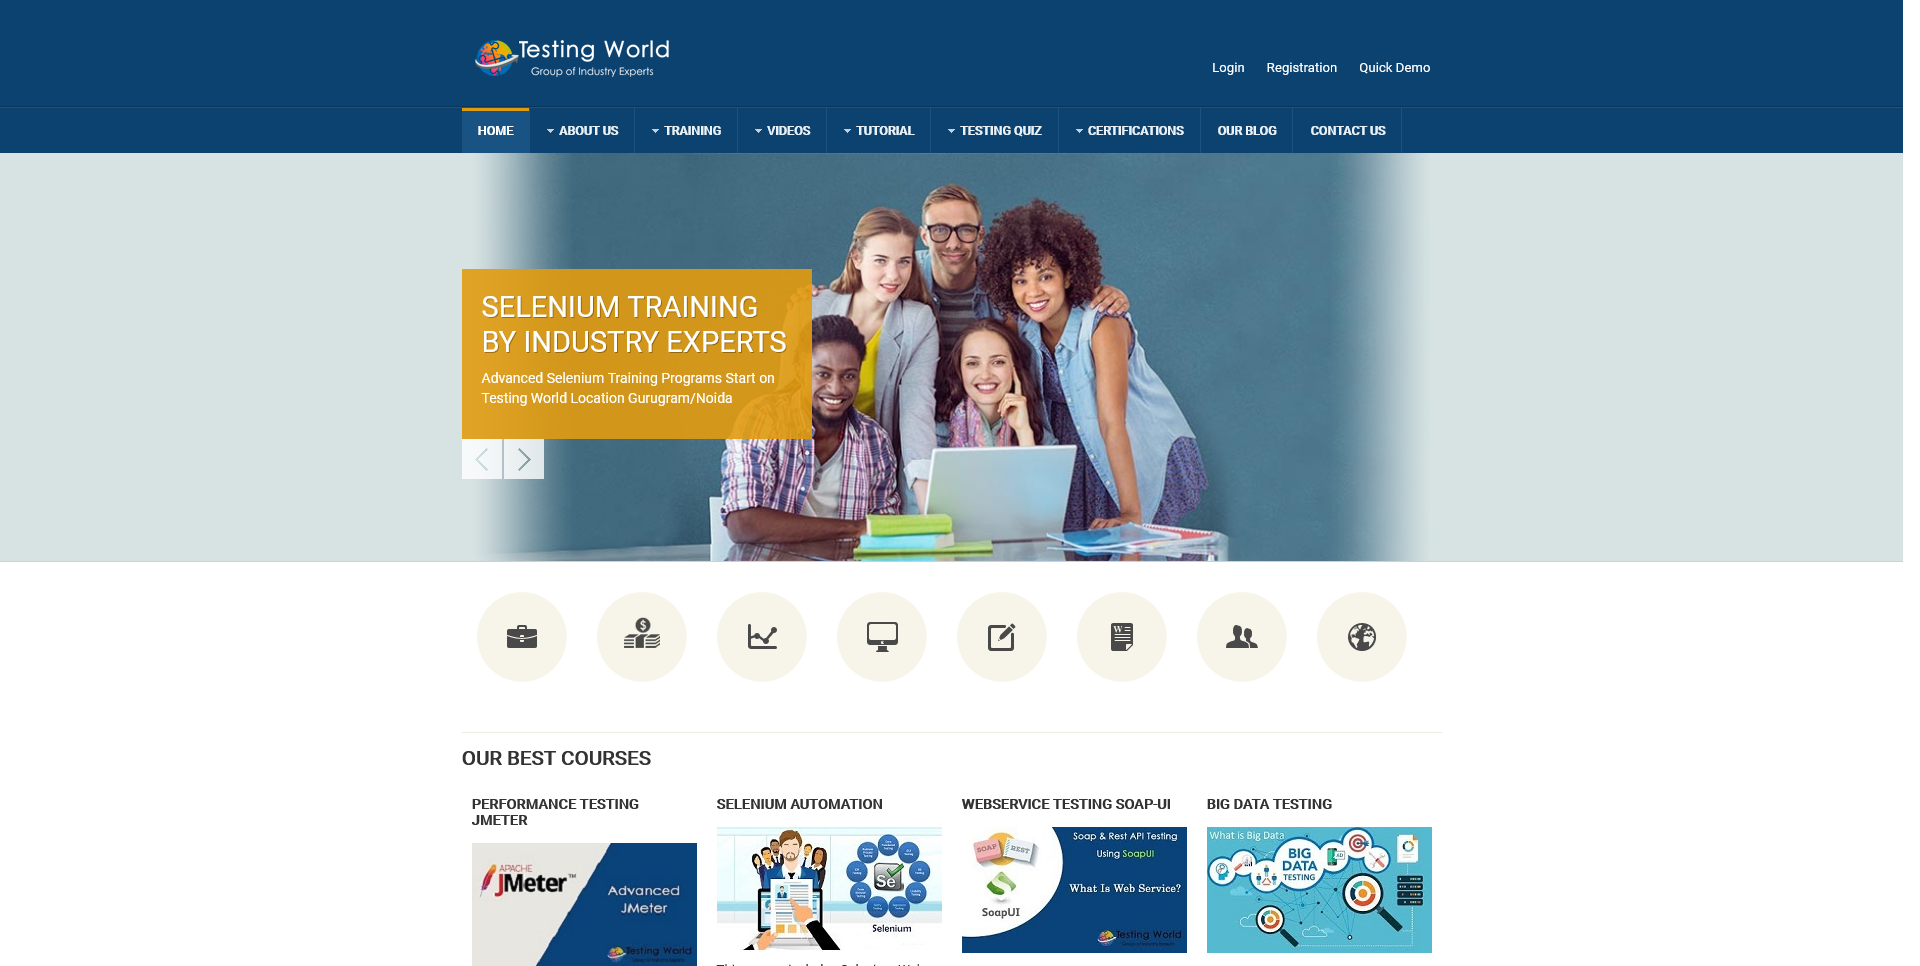 Testing World
Group of Industry Experts
Login Registration Quick Demo
HOME ABOUT US TRAINING VIDEOS TUTORIAL TESTING QUIZ CERTIFICATIONS OUR BLOG CONTACT US
SELENIUM TRAINING
BY INDUSTRY EXPERTS
Advanced Selenium Training Programs Start on
Testing World Location Gurugram/Noida
OUR BEST COURSES
PERFORMANCE TESTING
JMETER
APACHE
JMeter™
Advanced
JMeter
Testing World
SELENIUM AUTOMATION
Se
Selenium
WEBSERVICE TESTING SOAP-UI
Soap & Rest API Testing
Using SoapUI
SOAP REST
What Is Web Service?
SoapUI
Testing World
BIG DATA TESTING
What is Big Data
BIG
DATA
TESTING
AD